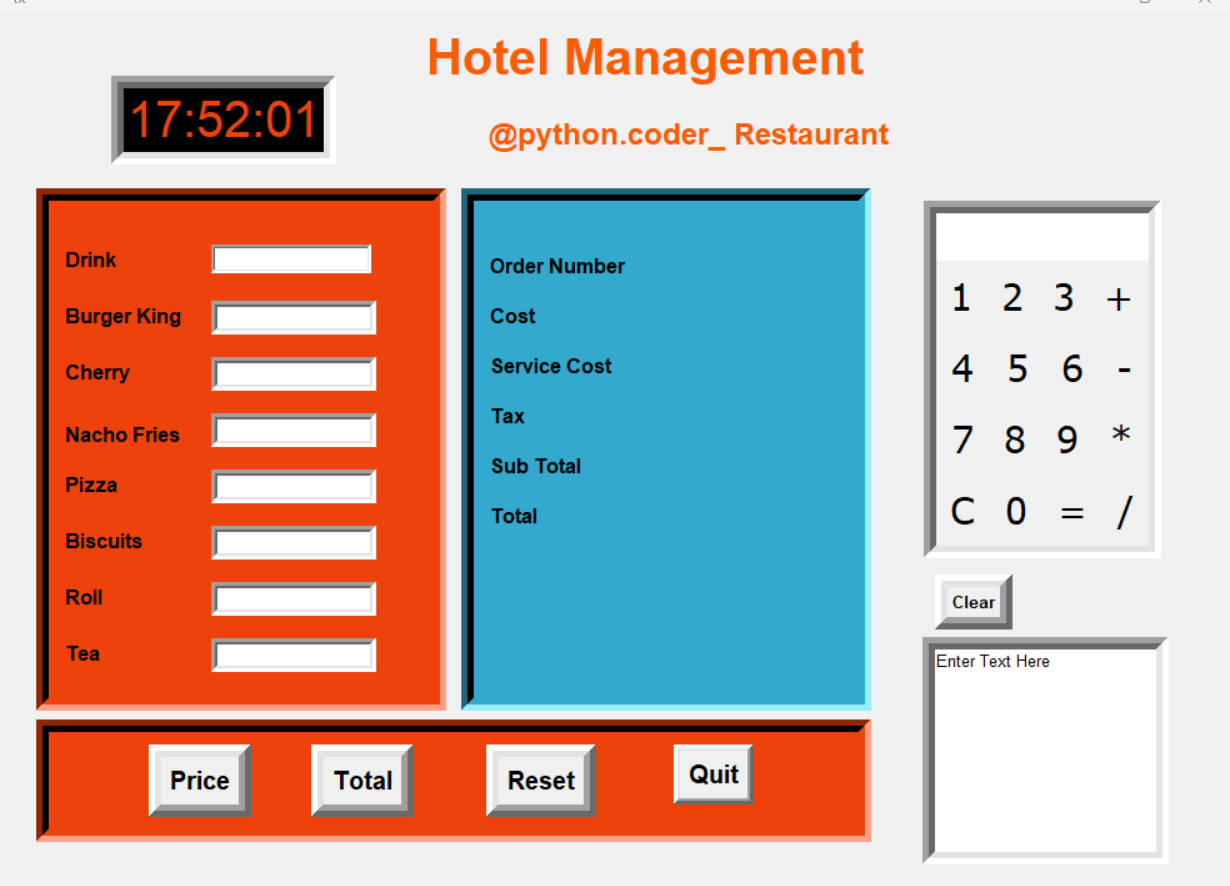 tk
Hotel Management
17:52:01
@python.coder_ Restaurant
Drink
Burger King
Cherry
Nacho Fries
Pizza
Biscuits
Roll
Tea
Order Number
Cost
Service Cost
Tax
Sub Total
Total
1 2 3 +
4 5 6 -
7 8 9 *
C 0 = /
Clear
Enter Text Here
Price Total Reset Quit